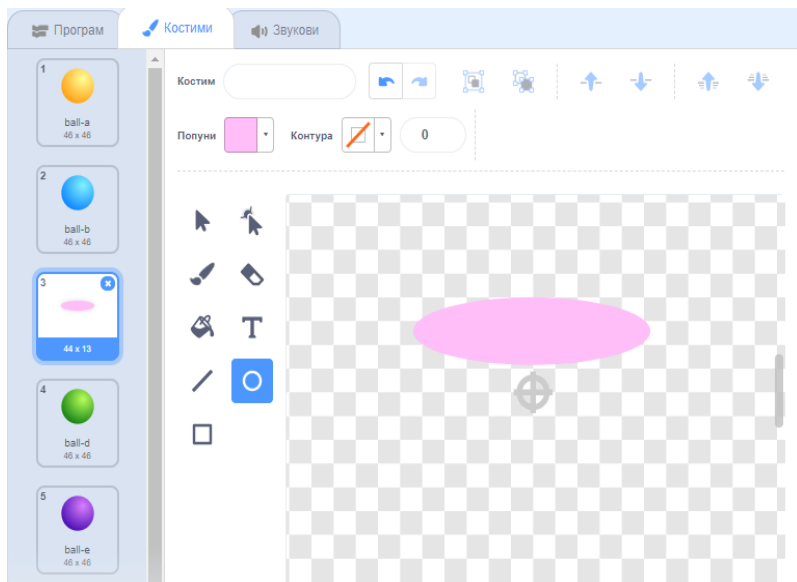 Програм
Костими
Звукови
Костим
Попуни
Контура
0
1
ball-a
46 x 46
2
ball-b
46 x 46
3
44 x 13
4
ball-d
46 x 46
5
ball-e
46 x 46
T